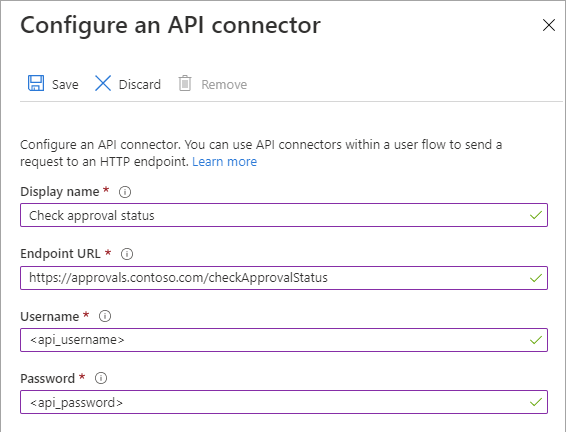 Configure an API connector
Save Discard Remove
Configure an API connector. You can use API connectors within a user flow to send a
request to an HTTP endpoint. Learn more
Display name *
Check approval status
Endpoint URL *
https://approvals.contoso.com/checkApprovalStatus
Username *
<api_username>
Password *
<api_password>